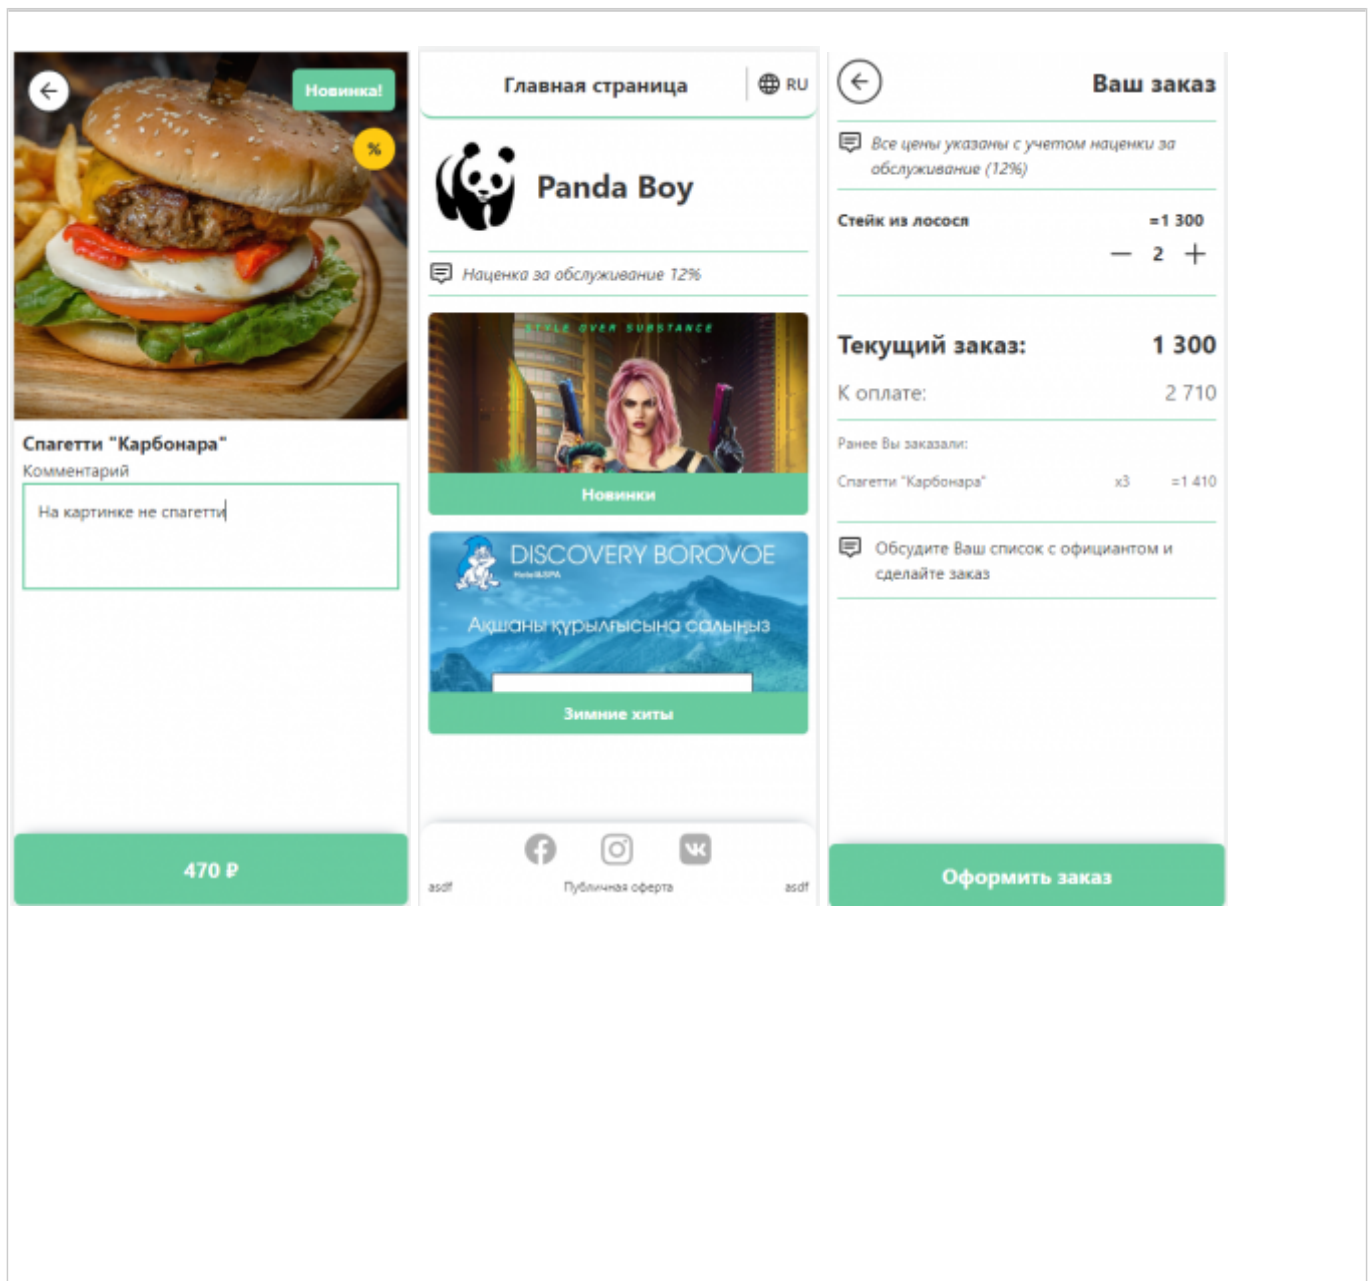 Новинка!
%
Спагетти "Карбонара"
Комментарий
На картинке не спагетти
470 ₽
Главная страница
RU
Panda Boy
Наценка за обслуживание 12%
STYLE OVER SUBSTANCE
Новинки
DISCOVERY BOROVOE
Hotel&SPA
Ақшаны құрылғысына салыңыз
Зимние хиты
asdf Публичная оферта asdf
Ваш заказ
Все цены указаны с учетом наценки за
обслуживание (12%)
Стейк из лосося =1 300
— 2 +
Текущий заказ: 1 300
К оплате: 2 710
Ранее Вы заказали:
Спагетти "Карбонара" x3 =1 410
Обсудите Ваш список с официантом и
сделайте заказ
Оформить заказ